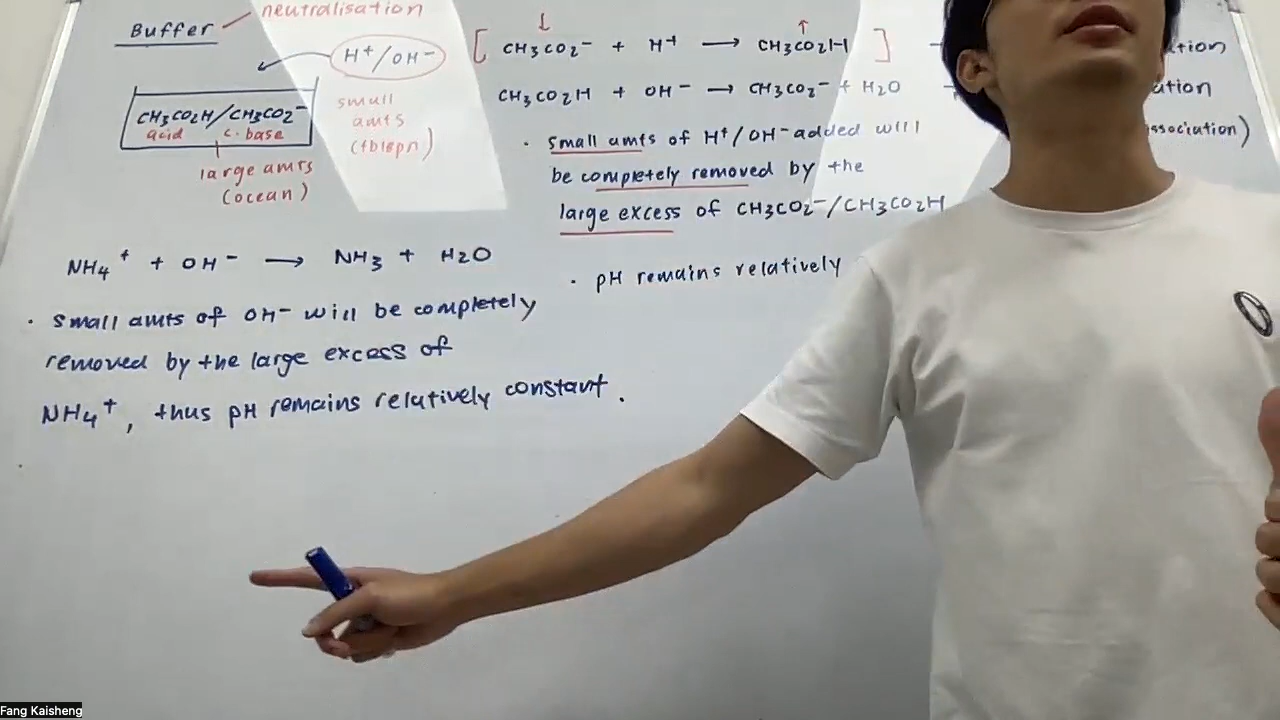 Buffer
neutralisation
H⁺/OH⁻
CH3CO2H/CH3CO2⁻
acid c.base
large amts
(ocean)
small
amts
(tblspn)
[ CH3CO2⁻ + H⁺ → CH3CO2H ]
↓ ↑
CH3CO2H + OH⁻ → CH3CO2⁻ + H2O
· small amts of H⁺/OH⁻ added will
be completely removed by the
large excess of CH3CO2⁻/CH3CO2H
· pH remains relatively
NH4⁺ + OH⁻ → NH3 + H2O
· small amts of OH⁻ will be completely
removed by the large excess of
NH4⁺, thus pH remains relatively constant.
Fang Kaisheng